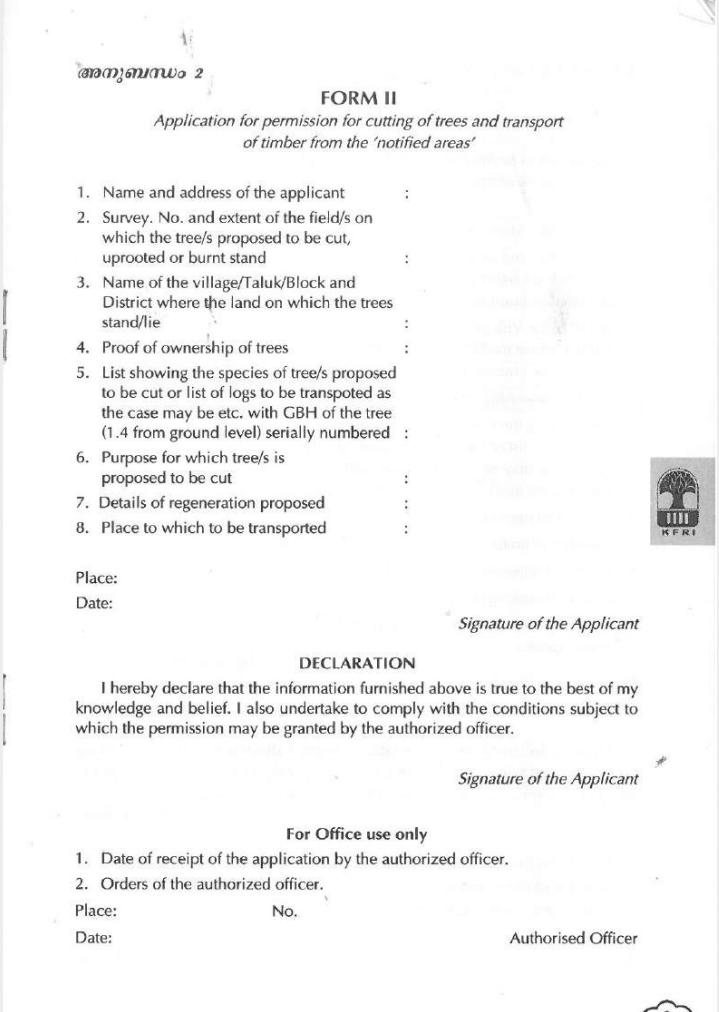 അനുബന്ധം 2
FORM II
Application for permission for cutting of trees and transport
of timber from the 'notified areas'
1. Name and address of the applicant :
2. Survey. No. and extent of the field/s on
which the tree/s proposed to be cut,
uprooted or burnt stand :
3. Name of the village/Taluk/Block and
District where the land on which the trees
stand/lie :
4. Proof of ownership of trees :
5. List showing the species of tree/s proposed
to be cut or list of logs to be transpoted as
the case may be etc. with GBH of the tree
(1.4 from ground level) serially numbered :
6. Purpose for which tree/s is
proposed to be cut :
7. Details of regeneration proposed :
8. Place to which to be transported :
KFRI
Place:
Date:
Signature of the Applicant
DECLARATION
I hereby declare that the information furnished above is true to the best of my
knowledge and belief. I also undertake to comply with the conditions subject to
which the permission may be granted by the authorized officer.
Signature of the Applicant
For Office use only
1. Date of receipt of the application by the authorized officer.
2. Orders of the authorized officer.
Place: No.
Date: Authorised Officer